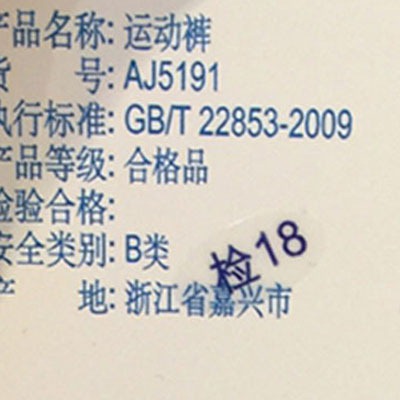 产品名称: 运动裤
货 号: AJ5191
执行标准: GB/T 22853-2009
产品等级: 合格品
检验合格:
安全类别: B类
检18
产 地: 浙江省嘉兴市